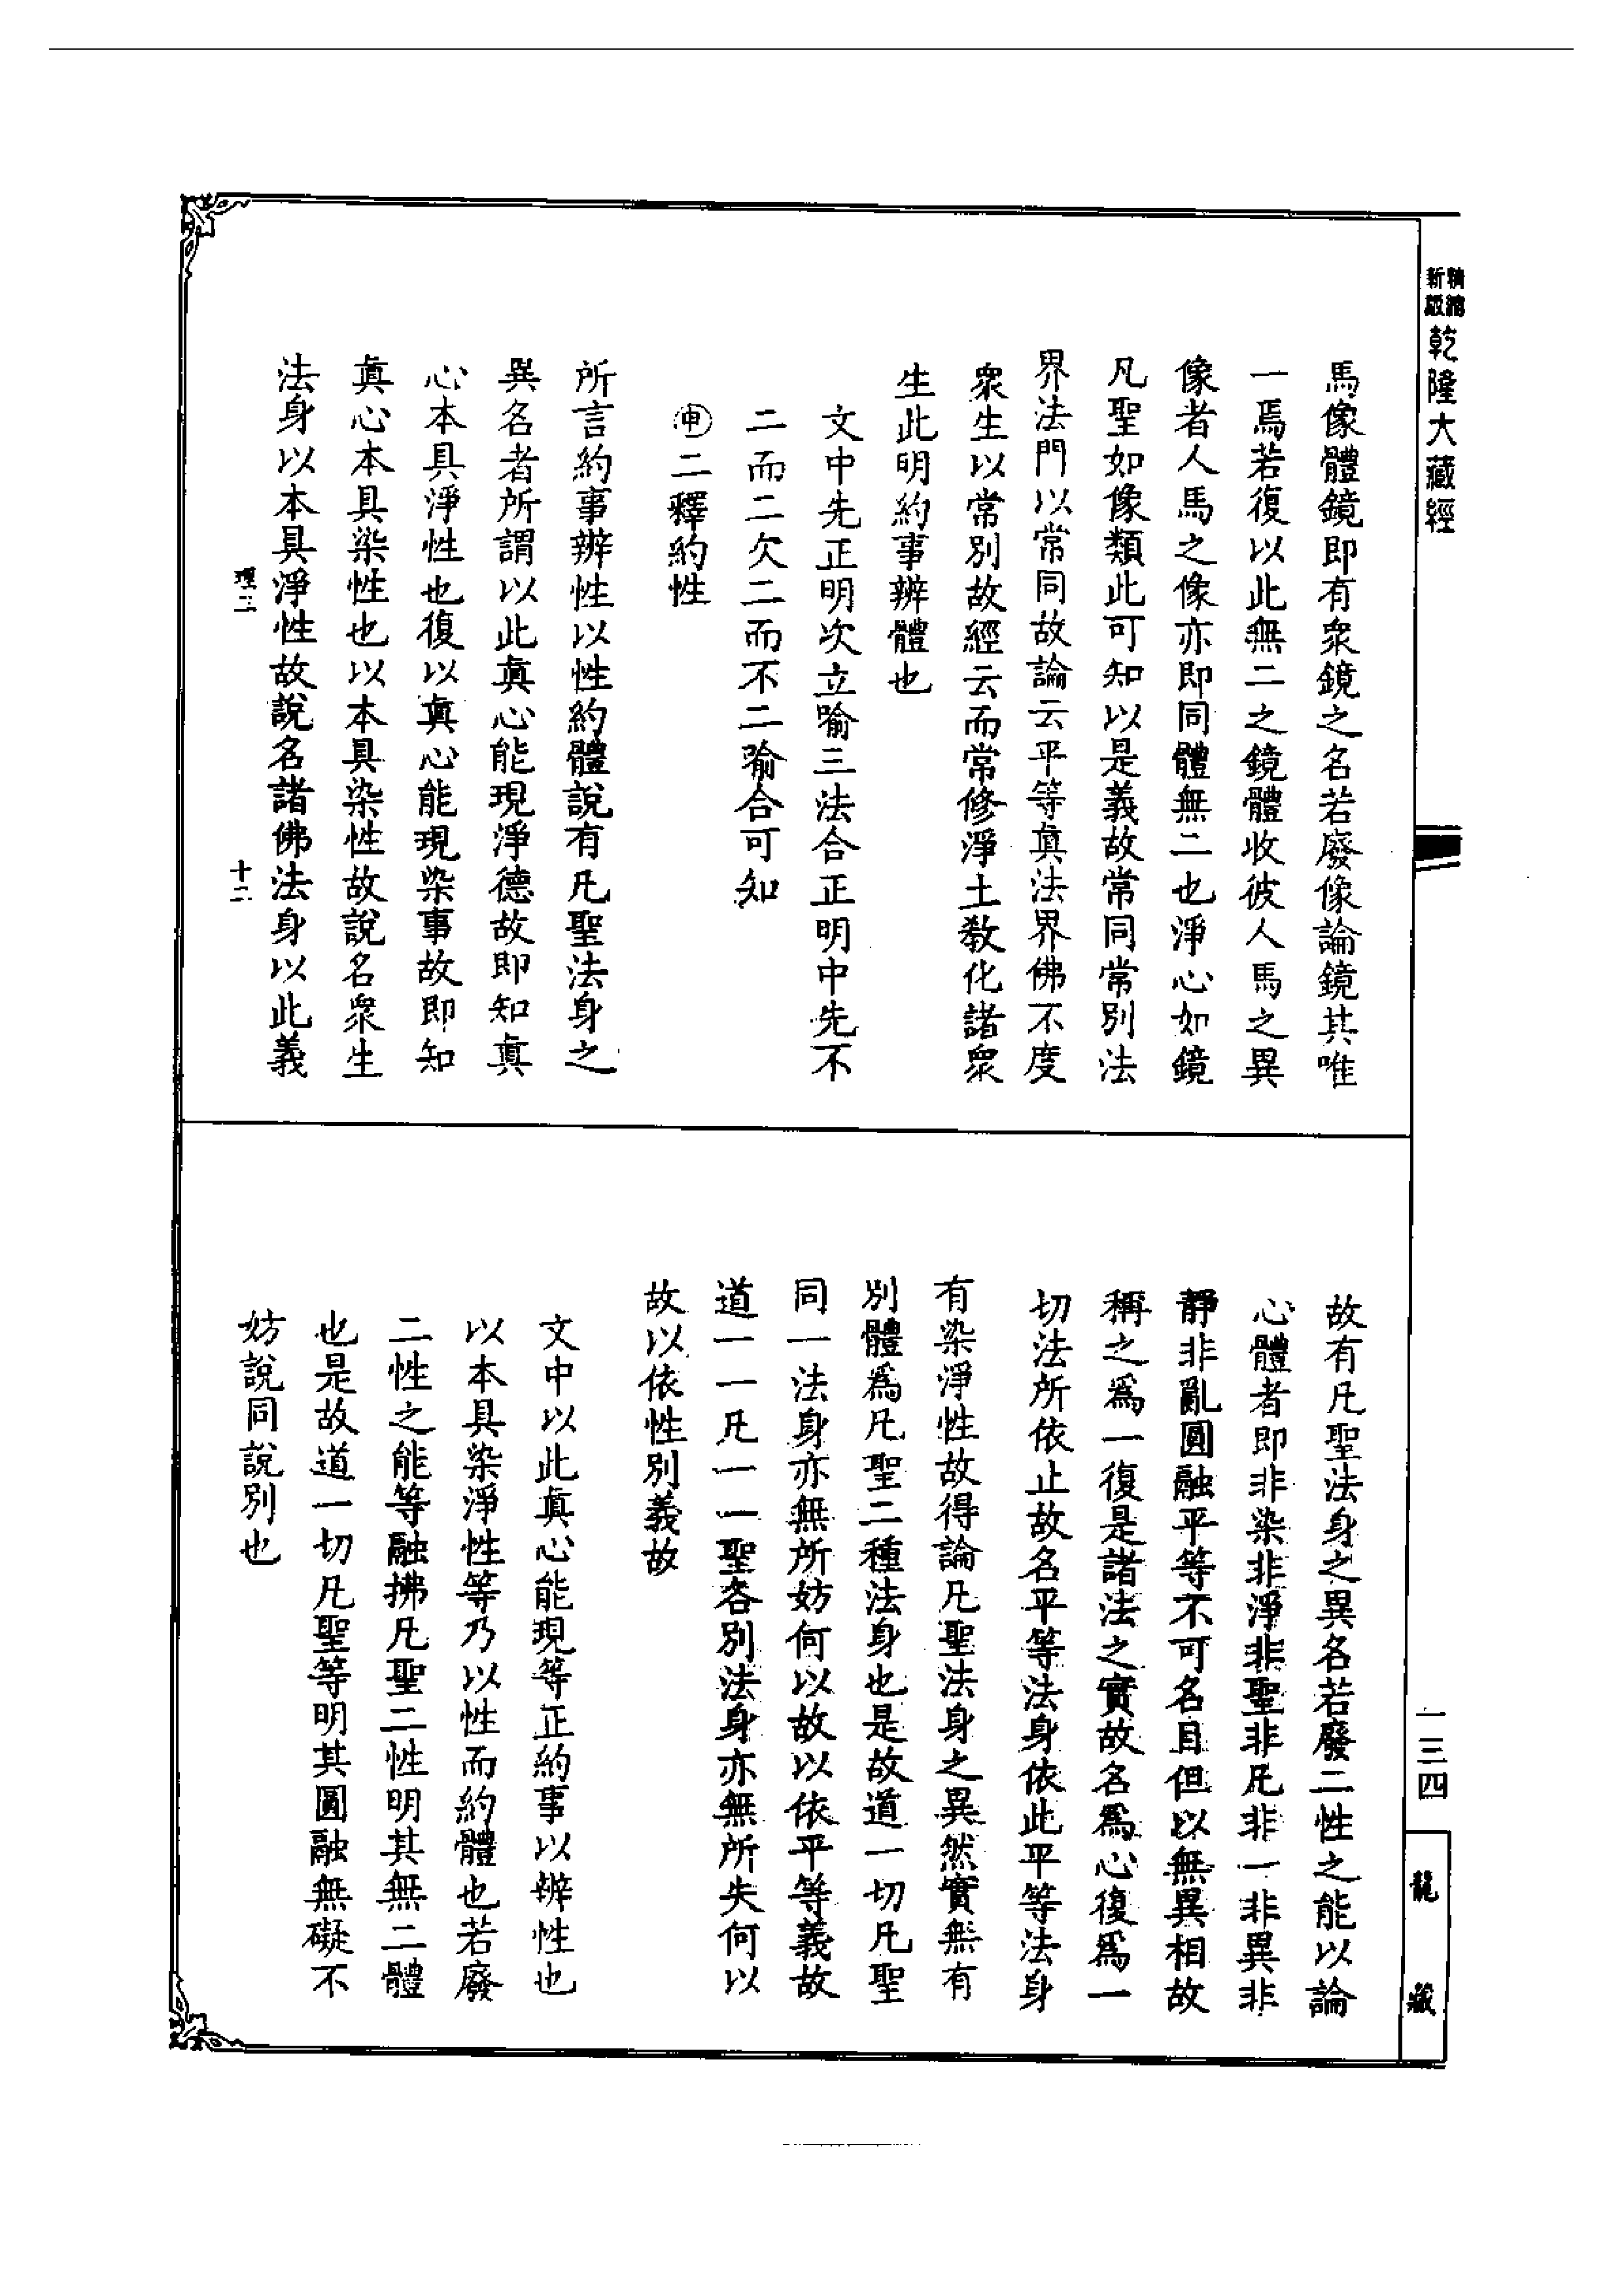 精縮
新版
乾隆大藏經
馬像體鏡即有衆鏡之名若廢像論鏡其唯
一焉若復以此無二之鏡體收彼人馬之異
像者人馬之像亦即同體無二也淨心如鏡
凡聖如像類此可知以是義故常同常別法
界法門以常同故論云平等真法界佛不度
衆生以常別故經云而常修淨土教化諸衆
生此明約事辨體也
文中先正明次立喻三法合正明中先不
二而二次二而不二喻合可知
㊥二釋約性
所言約事辨性以性約體說有凡聖法身之
異名者所謂以此真心能現淨德故即知真
心本具淨性也復以真心能現染事故即知
真心本具染性也以本具染性故說名衆生
法身以本具淨性故說名諸佛法身以此義
理三
十二
故有凡聖法身之異名若廢二性之能以論
心體者即非染非淨非聖非凡非一非異非
靜非亂圓融平等不可名目但以無異相故
稱之爲一復是諸法之實故名爲心復爲一
切法所依止故名平等法身依此平等法身
有染淨性故得論凡聖法身之異然實無有
別體爲凡聖二種法身也是故道一切凡聖
同一法身亦無所妨何以故以依平等義故
道一一凡一一聖各別法身亦無所失何以
故以依性別義故
文中以此真心能現等正約事以辨性也
以本具染淨性等乃以性而約體也若廢
二性之能等融拂凡聖二性明其無二體
也是故道一切凡聖等明其圓融無礙不
妨說同說別也
一三四
龍藏